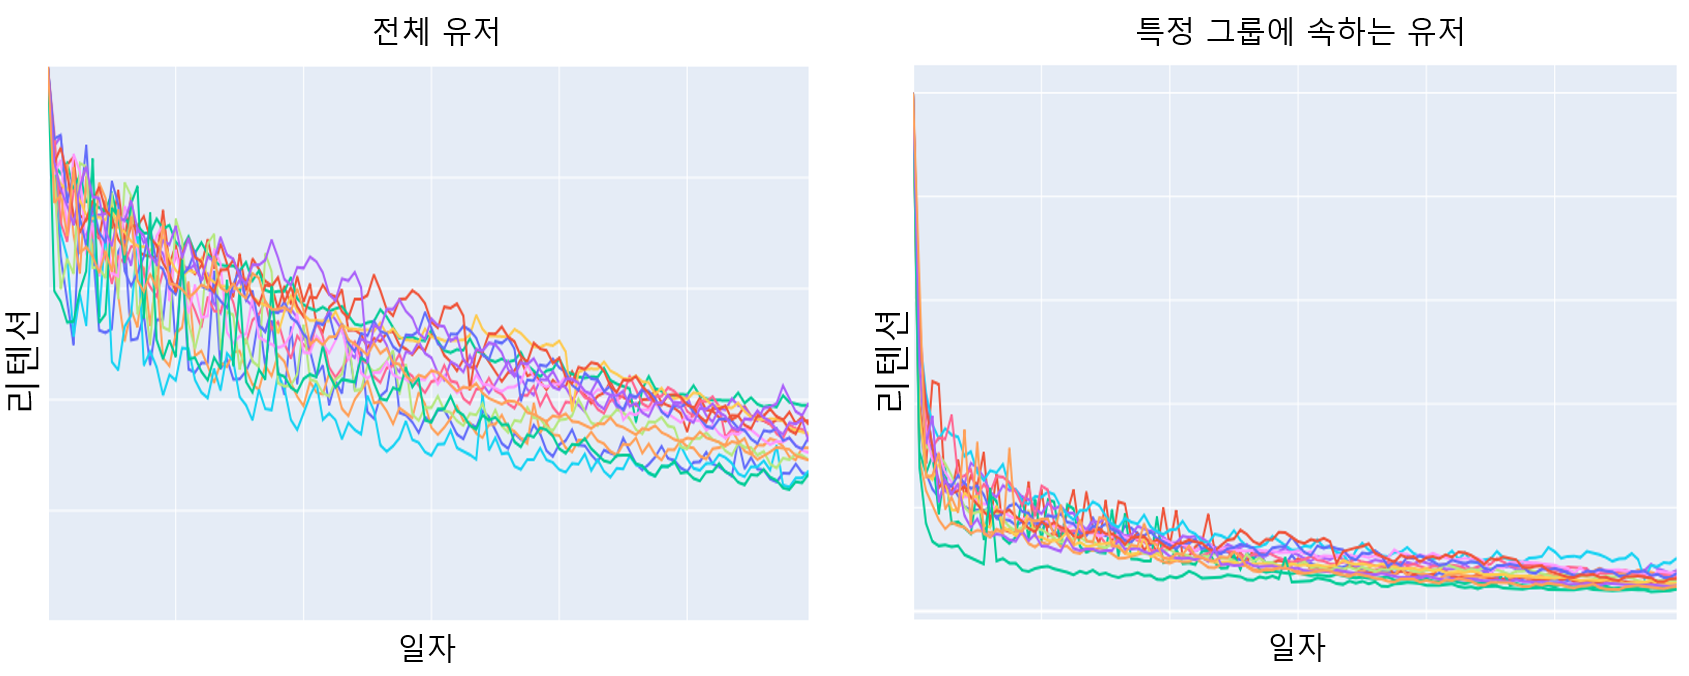 전체 유저
리텐션
일자
특정 그룹에 속하는 유저
리텐션
일자